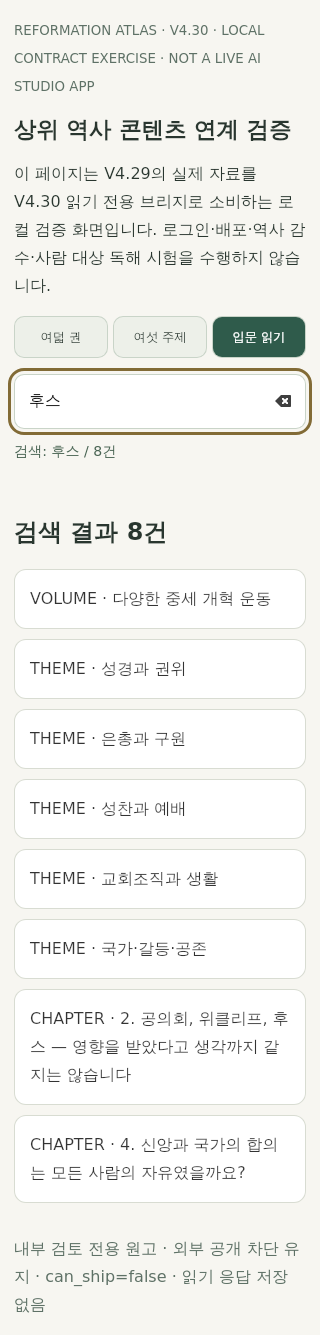 REFORMATION ATLAS · V4.30 · LOCAL
CONTRACT EXERCISE · NOT A LIVE AI
STUDIO APP
상위 역사 콘텐츠 연계 검증
이 페이지는 V4.29의 실제 자료를
V4.30 읽기 전용 브리지로 소비하는 로
컬 검증 화면입니다. 로그인·배포·역사 감
수·사람 대상 독해 시험을 수행하지 않습
니다.
여덟 권 여섯 주제 입문 읽기
후스
검색: 후스 / 8건
검색 결과 8건
VOLUME · 다양한 중세 개혁 운동
THEME · 성경과 권위
THEME · 은총과 구원
THEME · 성찬과 예배
THEME · 교회조직과 생활
THEME · 국가·갈등·공존
CHAPTER · 2. 공의회, 위클리프, 후
스 — 영향을 받았다고 생각까지 같
지는 않습니다
CHAPTER · 4. 신앙과 국가의 합의
는 모든 사람의 자유였을까요?
내부 검토 전용 원고 · 외부 공개 차단 유
지 · can_ship=false · 읽기 응답 저장
없음